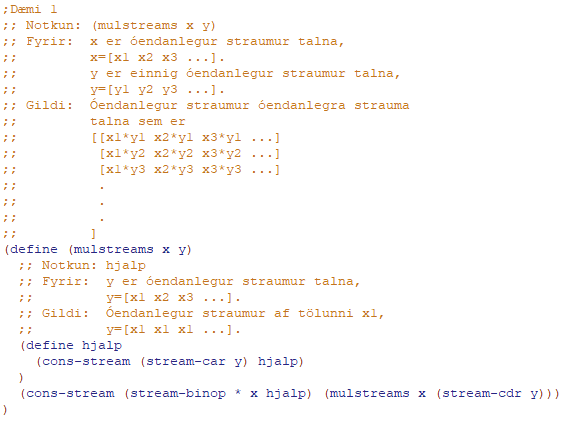 ;Dæmi 1
;; Notkun: (mulstreams x y)
;; Fyrir:  x er óendanlegur straumur talna,
;;         x=[x1 x2 x3 ...].
;;         y er einnig óendanlegur straumur talna,
;;         y=[y1 y2 y3 ...].
;; Gildi:  Óendanlegur straumur óendanlegra strauma
;;         talna sem er
;;         [[x1*y1 x2*y1 x3*y1 ...]
;;          [x1*y2 x2*y2 x3*y2 ...]
;;          [x1*y3 x2*y3 x3*y3 ...]
;;          .
;;          .
;;          .
;;         ]
(define (mulstreams x y)
  ;; Notkun: hjalp
  ;; Fyrir:  y er óendanlegur straumur talna,
  ;;         y=[x1 x2 x3 ...].
  ;; Gildi:  Óendanlegur straumur af tölunni x1,
  ;;         y=[x1 x1 x1 ...].
  (define hjalp
    (cons-stream (stream-car y) hjalp)
  )
  (cons-stream (stream-binop * x hjalp) (mulstreams x (stream-cdr y)))
)